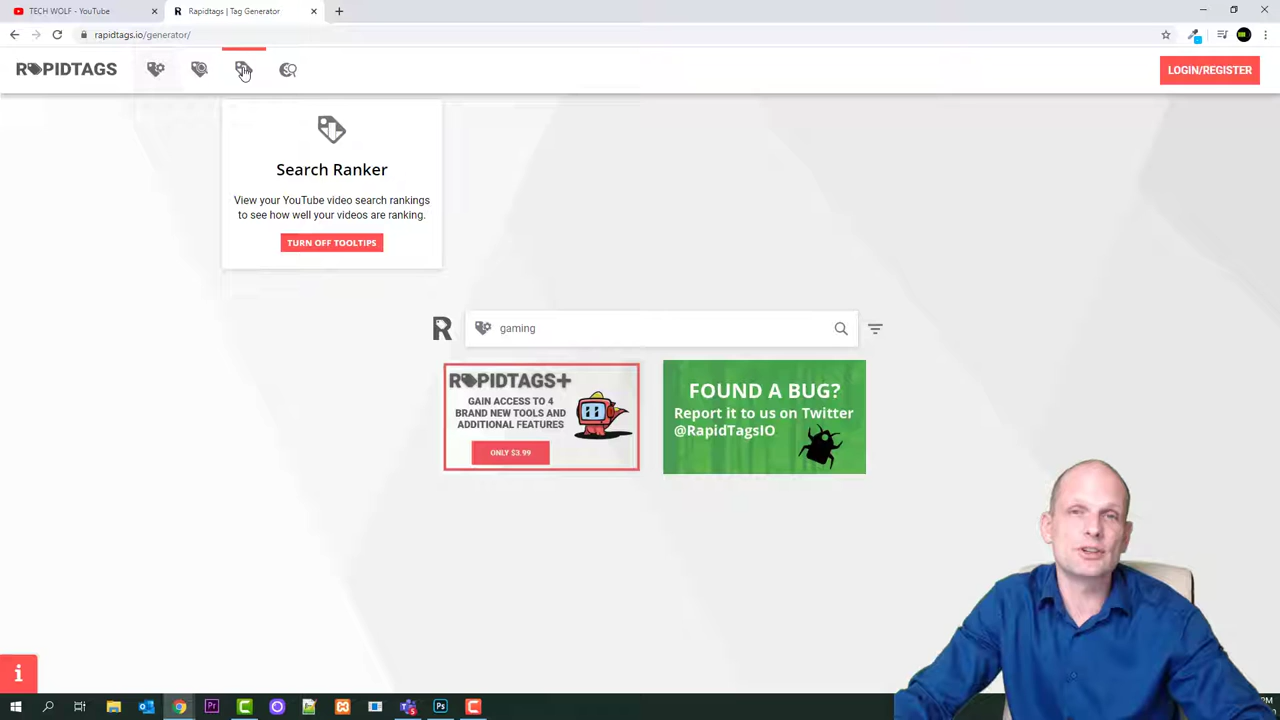 TECH WOLF - YouTube
Rapidtags | Tag Generator
rapidtags.io/generator/
RAPIDTAGS
LOGIN/REGISTER
Search Ranker
View your YouTube video search rankings
to see how well your videos are ranking.
TURN OFF TOOLTIPS
R
gaming
RAPIDTAGS+
GAIN ACCESS TO 4
BRAND NEW TOOLS AND
ADDITIONAL FEATURES
ONLY $3.99
FOUND A BUG?
Report it to us on Twitter
@RapidTagsIO
i